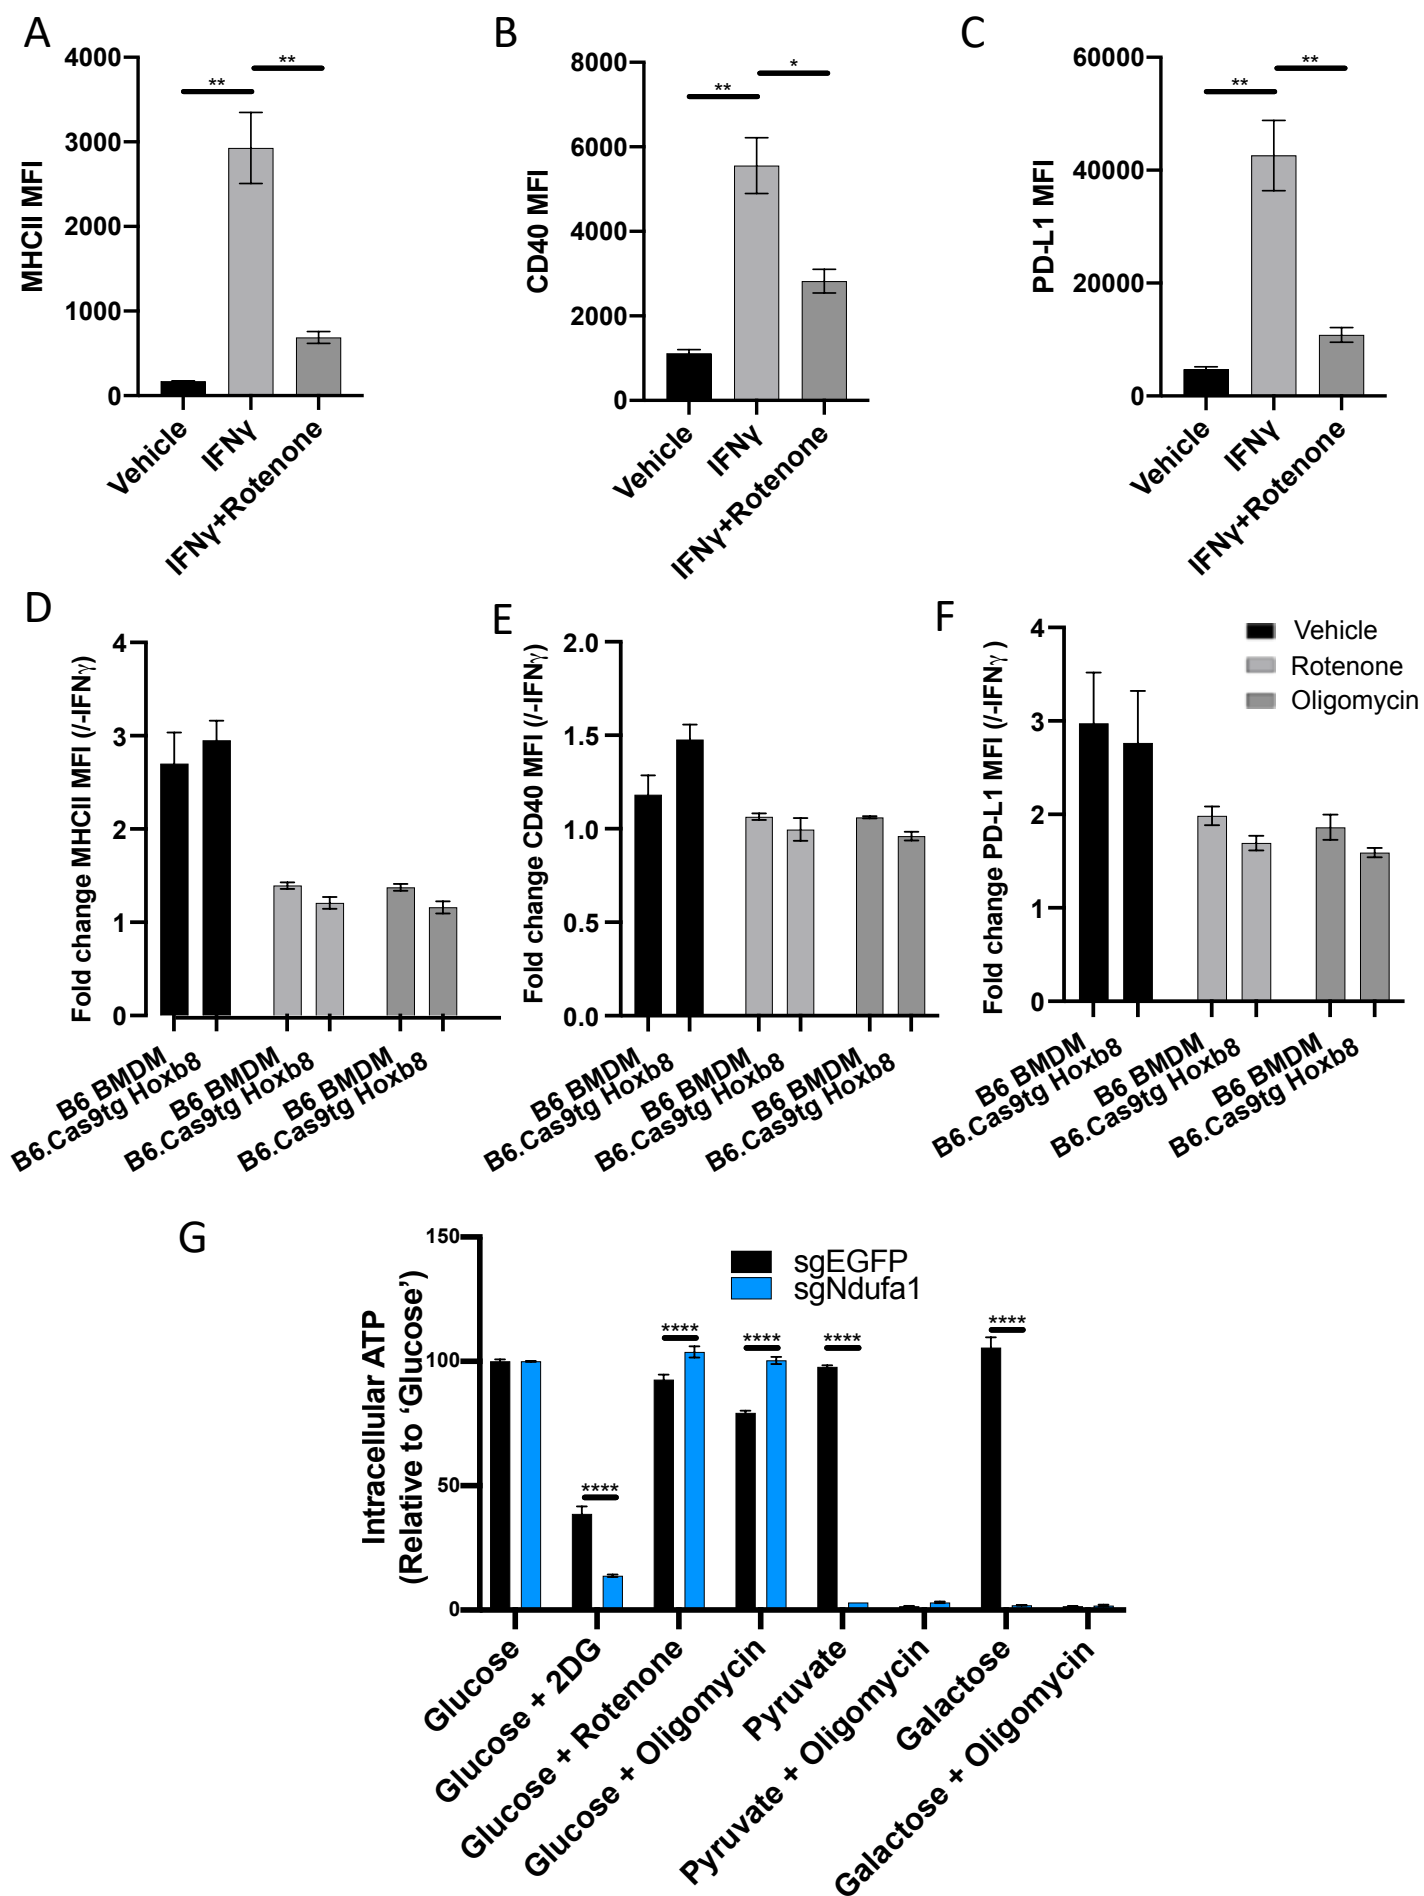 A
MHCII MFI
4000
3000
2000
1000
0
**
**
Vehicle
IFNγ
IFNγ+Rotenone
B
CD40 MFI
8000
6000
4000
2000
0
**
*
Vehicle
IFNγ
IFNγ+Rotenone
C
PD-L1 MFI
60000
40000
20000
0
**
**
Vehicle
IFNγ
IFNγ+Rotenone
D
Fold change MHCII MFI (/-IFNγ)
4
3
2
1
0
B6 BMDM
B6.Cas9tg Hoxb8
B6 BMDM
B6.Cas9tg Hoxb8
B6 BMDM
B6.Cas9tg Hoxb8
E
Fold change CD40 MFI (/-IFNγ)
2.0
1.5
1.0
0.5
0.0
B6 BMDM
B6.Cas9tg Hoxb8
B6 BMDM
B6.Cas9tg Hoxb8
B6 BMDM
B6.Cas9tg Hoxb8
F
Fold change PD-L1 MFI (/-IFNγ )
4
3
2
1
0
Vehicle
Rotenone
Oligomycin
B6 BMDM
B6.Cas9tg Hoxb8
B6 BMDM
B6.Cas9tg Hoxb8
B6 BMDM
B6.Cas9tg Hoxb8
G
Intracellular ATP
(Relative to ‘Glucose’)
150
100
50
0
sgEGFP
sgNdufa1
****
****
****
****
****
Glucose
Glucose + 2DG
Glucose + Rotenone
Glucose + Oligomycin
Pyruvate
Pyruvate + Oligomycin
Galactose
Galactose + Oligomycin